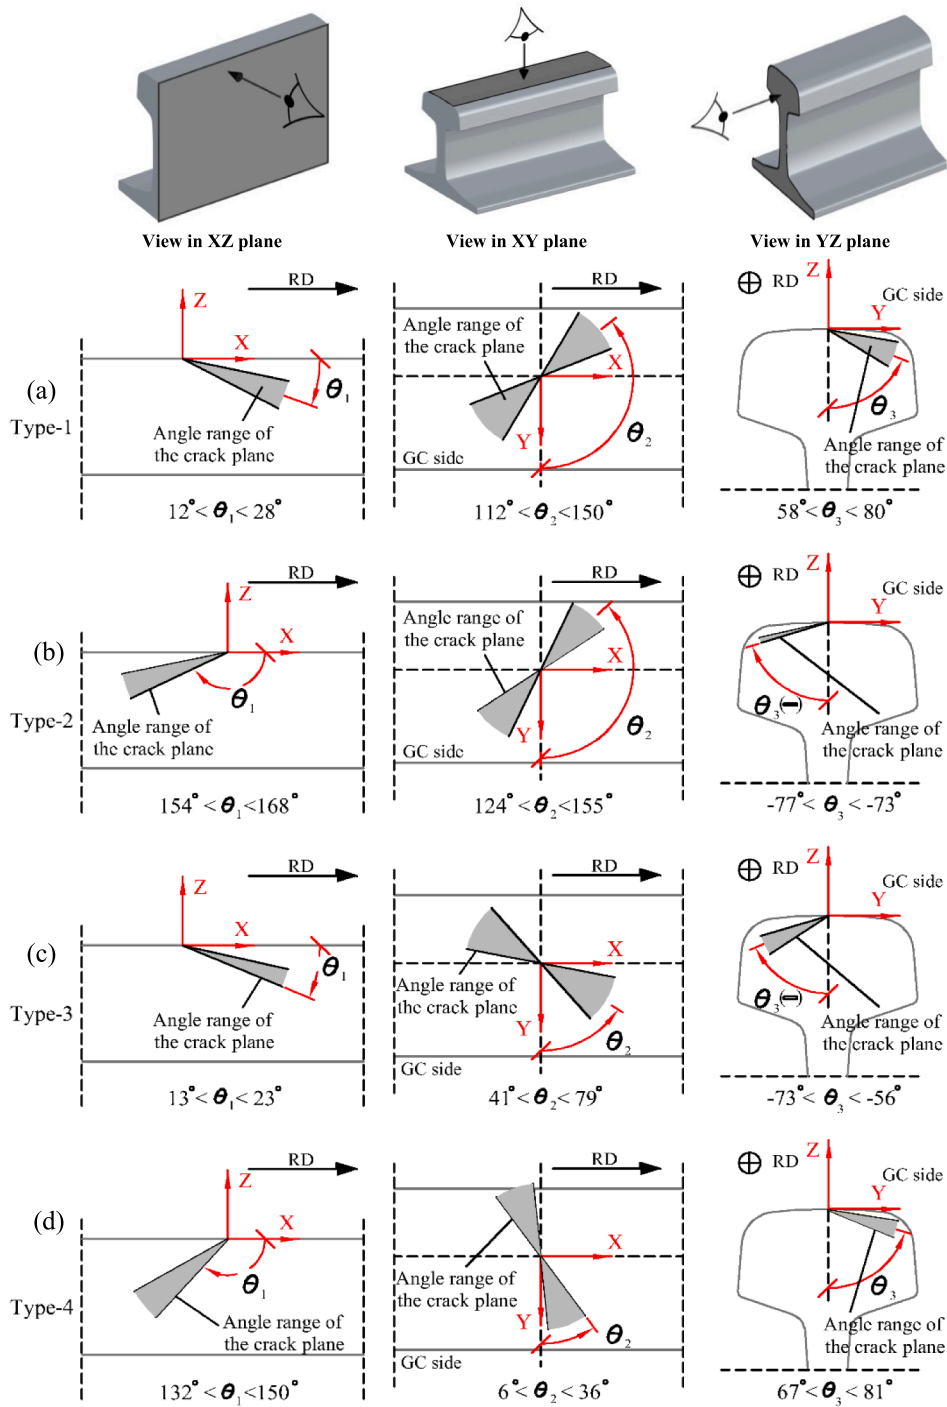 View in XZ plane
View in XY plane
View in YZ plane
(a)
Type-1
RD
Z
X
θ1
Angle range of
the crack plane
12°< θ1 < 28°
RD
Angle range of
the crack plane
X
Y
θ2
GC side
112°< θ2 <150°
Z
RD
GC side
Y
θ3
Angle range of
the crack plane
58°< θ3 < 80°
(b)
Type-2
RD
Z
X
θ1
Angle range of
the crack plane
154°< θ1 <168°
RD
Angle range of
the crack plane
X
Y
θ2
GC side
124°< θ2 <155°
Z
RD
GC side
Y
θ3(-)
Angle range of
the crack plane
-77°< θ3 < -73°
(c)
Type-3
RD
Z
X
θ1
Angle range of
the crack plane
13°< θ1 < 23°
RD
X
Angle range of
the crack plane
Y
θ2
GC side
41°< θ2 < 79°
Z
RD
GC side
Y
θ3(-)
Angle range of
the crack plane
-73°< θ3 < -56°
(d)
Type-4
RD
Z
X
θ1
Angle range of
the crack plane
132°< θ1 <150°
RD
X
Angle range of
the crack plane
Y
θ2
GC side
6°< θ2 < 36°
Z
RD
GC side
Y
θ3
Angle range of
the crack plane
67°< θ3 < 81°